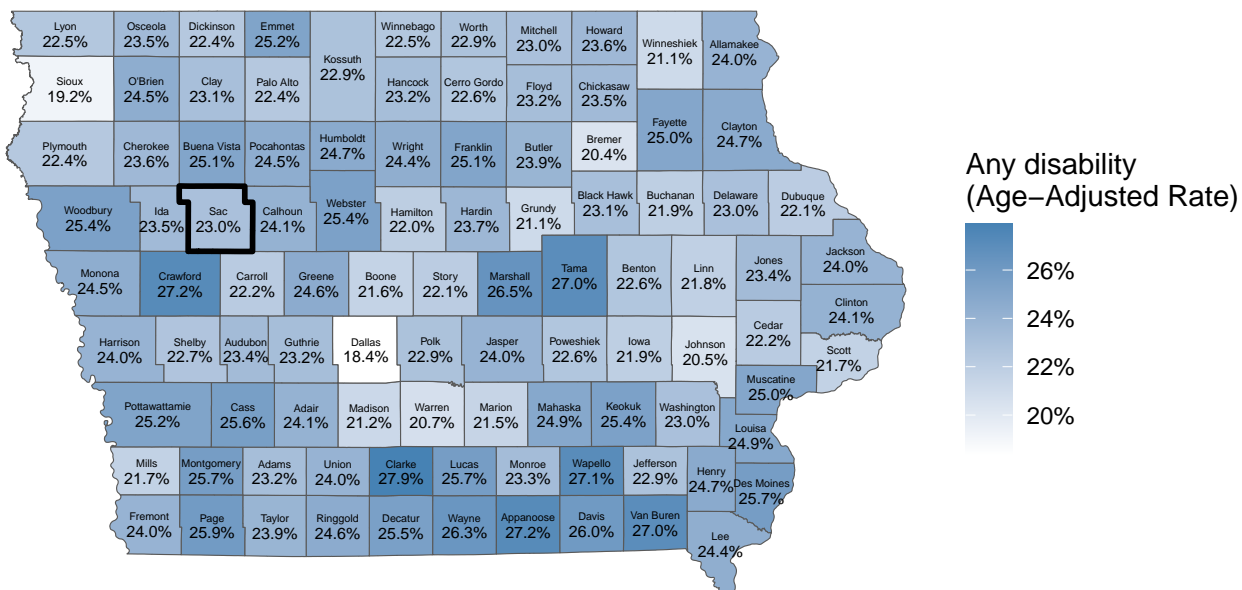 Lyon
22.5%
Osceola
23.5%
Dickinson
22.4%
Emmet
25.2%
Kossuth
22.9%
Winnebago
22.5%
Worth
22.9%
Mitchell
23.0%
Howard
23.6%
Winneshiek
21.1%
Allamakee
24.0%
Sioux
19.2%
O'Brien
24.5%
Clay
23.1%
Palo Alto
22.4%
Hancock
23.2%
Cerro Gordo
22.6%
Floyd
23.2%
Chickasaw
23.5%
Fayette
25.0%
Clayton
24.7%
Plymouth
22.4%
Cherokee
23.6%
Buena Vista
25.1%
Pocahontas
24.5%
Humboldt
24.7%
Wright
24.4%
Franklin
25.1%
Butler
23.9%
Bremer
20.4%
Woodbury
25.4%
Ida
23.5%
Sac
23.0%
Calhoun
24.1%
Webster
25.4%
Hamilton
22.0%
Hardin
23.7%
Grundy
21.1%
Black Hawk
23.1%
Buchanan
21.9%
Delaware
23.0%
Dubuque
22.1%
Monona
24.5%
Crawford
27.2%
Carroll
22.2%
Greene
24.6%
Boone
21.6%
Story
22.1%
Marshall
26.5%
Tama
27.0%
Benton
22.6%
Linn
21.8%
Jones
23.4%
Jackson
24.0%
Clinton
24.1%
Harrison
24.0%
Shelby
22.7%
Audubon
23.4%
Guthrie
23.2%
Dallas
18.4%
Polk
22.9%
Jasper
24.0%
Poweshiek
22.6%
Iowa
21.9%
Johnson
20.5%
Cedar
22.2%
Scott
21.7%
Muscatine
25.0%
Pottawattamie
25.2%
Cass
25.6%
Adair
24.1%
Madison
21.2%
Warren
20.7%
Marion
21.5%
Mahaska
24.9%
Keokuk
25.4%
Washington
23.0%
Louisa
24.9%
Mills
21.7%
Montgomery
25.7%
Adams
23.2%
Union
24.0%
Clarke
27.9%
Lucas
25.7%
Monroe
23.3%
Wapello
27.1%
Jefferson
22.9%
Henry
24.7%
Des Moines
25.7%
Fremont
24.0%
Page
25.9%
Taylor
23.9%
Ringgold
24.6%
Decatur
25.5%
Wayne
26.3%
Appanoose
27.2%
Davis
26.0%
Van Buren
27.0%
Lee
24.4%
Any disability
(Age−Adjusted Rate)
26%
24%
22%
20%